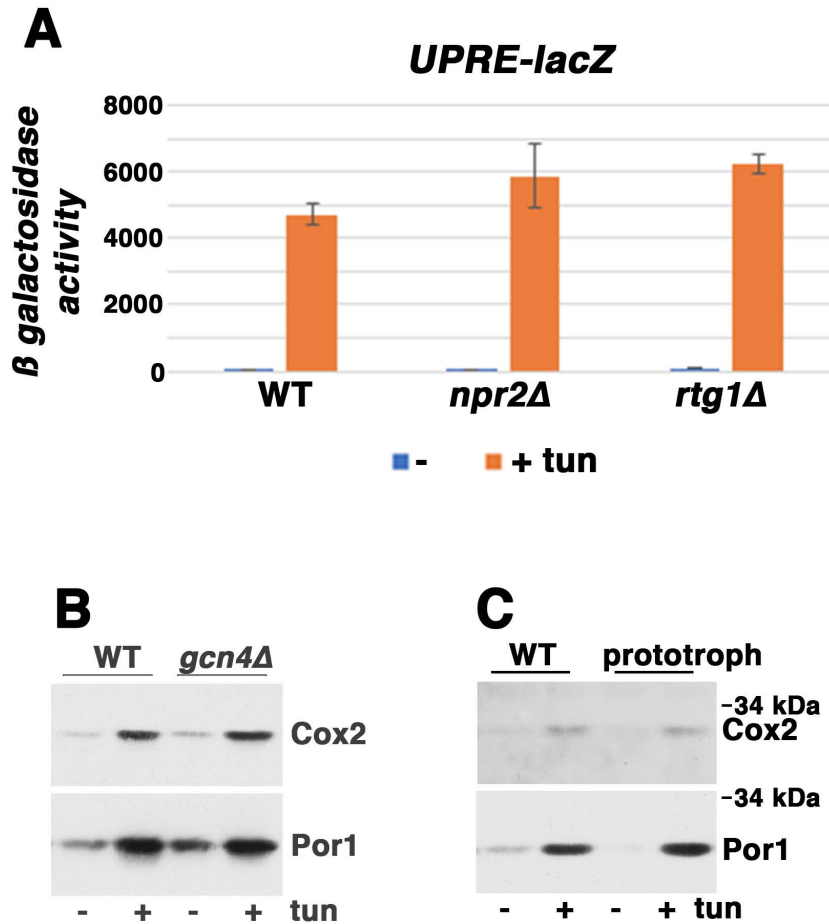 A
UPRE-lacZ
ß galactosidase
activity
8000
6000
4000
2000
0
WT npr2Δ rtg1Δ
- + tun
B
WT gcn4Δ
Cox2
Por1
- + - + tun
C
WT prototroph
-34 kDa
Cox2
-34 kDa
Por1
- + - + tun